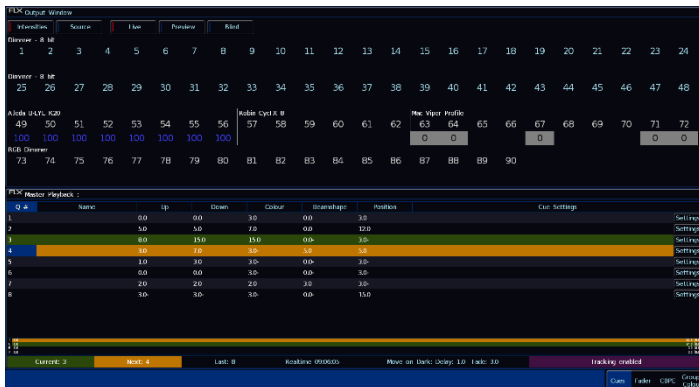 FLX Output Window
Intensities Source Live Preview Blind
Dimmer - 8 bit
1 2 3 4 5 6 7 8 9 10 11 12 13 14 15 16 17 18 19 20 21 22 23 24
Dimmer - 8 bit
25 26 27 28 29 30 31 32 33 34 35 36 37 38 39 40 41 42 43 44 45 46 47 48
Robin CyclX 8 Mac Viper Profile
49 50 51 52 53 54 55 56 57 58 59 60 61 62 63 64 65 66 67 68 69 70 71 72
100 100 100 100 100 100 100 100 0 0 0 0 0
RGB Dimmer
73 74 75 76 77 78 79 80 81 82 83 84 85 86 87 88 89 90
FLX Master Playback :
Q # Name Up Down Colour Beamshape Position Cue Settings
1 0.0 0.0 3.0 0.0 3.0 Settings
2 5.0 5.0 7.0 0.0 12.0 Settings
3 8.0 15.0 15.0 0.0- 3.0- Settings
4 3.0 7.0 3.0- 5.0 5.0 Settings
5 1.0 3.0 3.0- 0.0- 3.0- Settings
6 0.0 0.0 3.0- 0.0- 3.0- Settings
7 2.0 2.0 2.0 3.0 3.0- Settings
8 3.0- 3.0- 3.0- 0.0- 15.0 Settings
Current: 3 Next: 4 Last: 8 Realtime 09:06:05 Move on Dark: Delay: 1.0 Fade: 3.0 Tracking enabled
Cues Fader CBPC Group